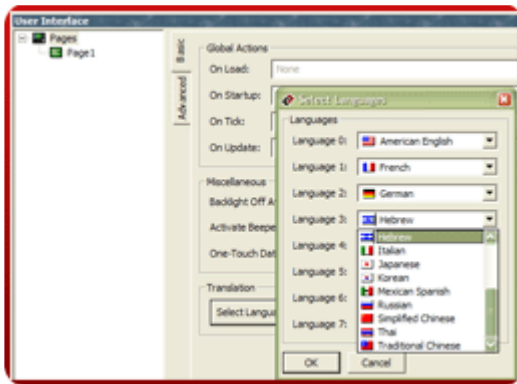 User Interface
Pages
Page1
Basic
Advanced
Global Actions
On Load:
None
On Startup:
On Tick:
On Update:
Miscellaneous
Backlight Off A
Activate Beepe
One-Touch Dat
Translation
Select Langua
Select Languages
Languages
Language 0:
American English
Language 1:
French
Language 2:
German
Language 3:
Hebrew
Language 4:
Language 5:
Language 6:
Language 7:
Hebrew
Italian
Japanese
Korean
Mexican Spanish
Russian
Simplified Chinese
Thai
Traditional Chinese
OK
Cancel